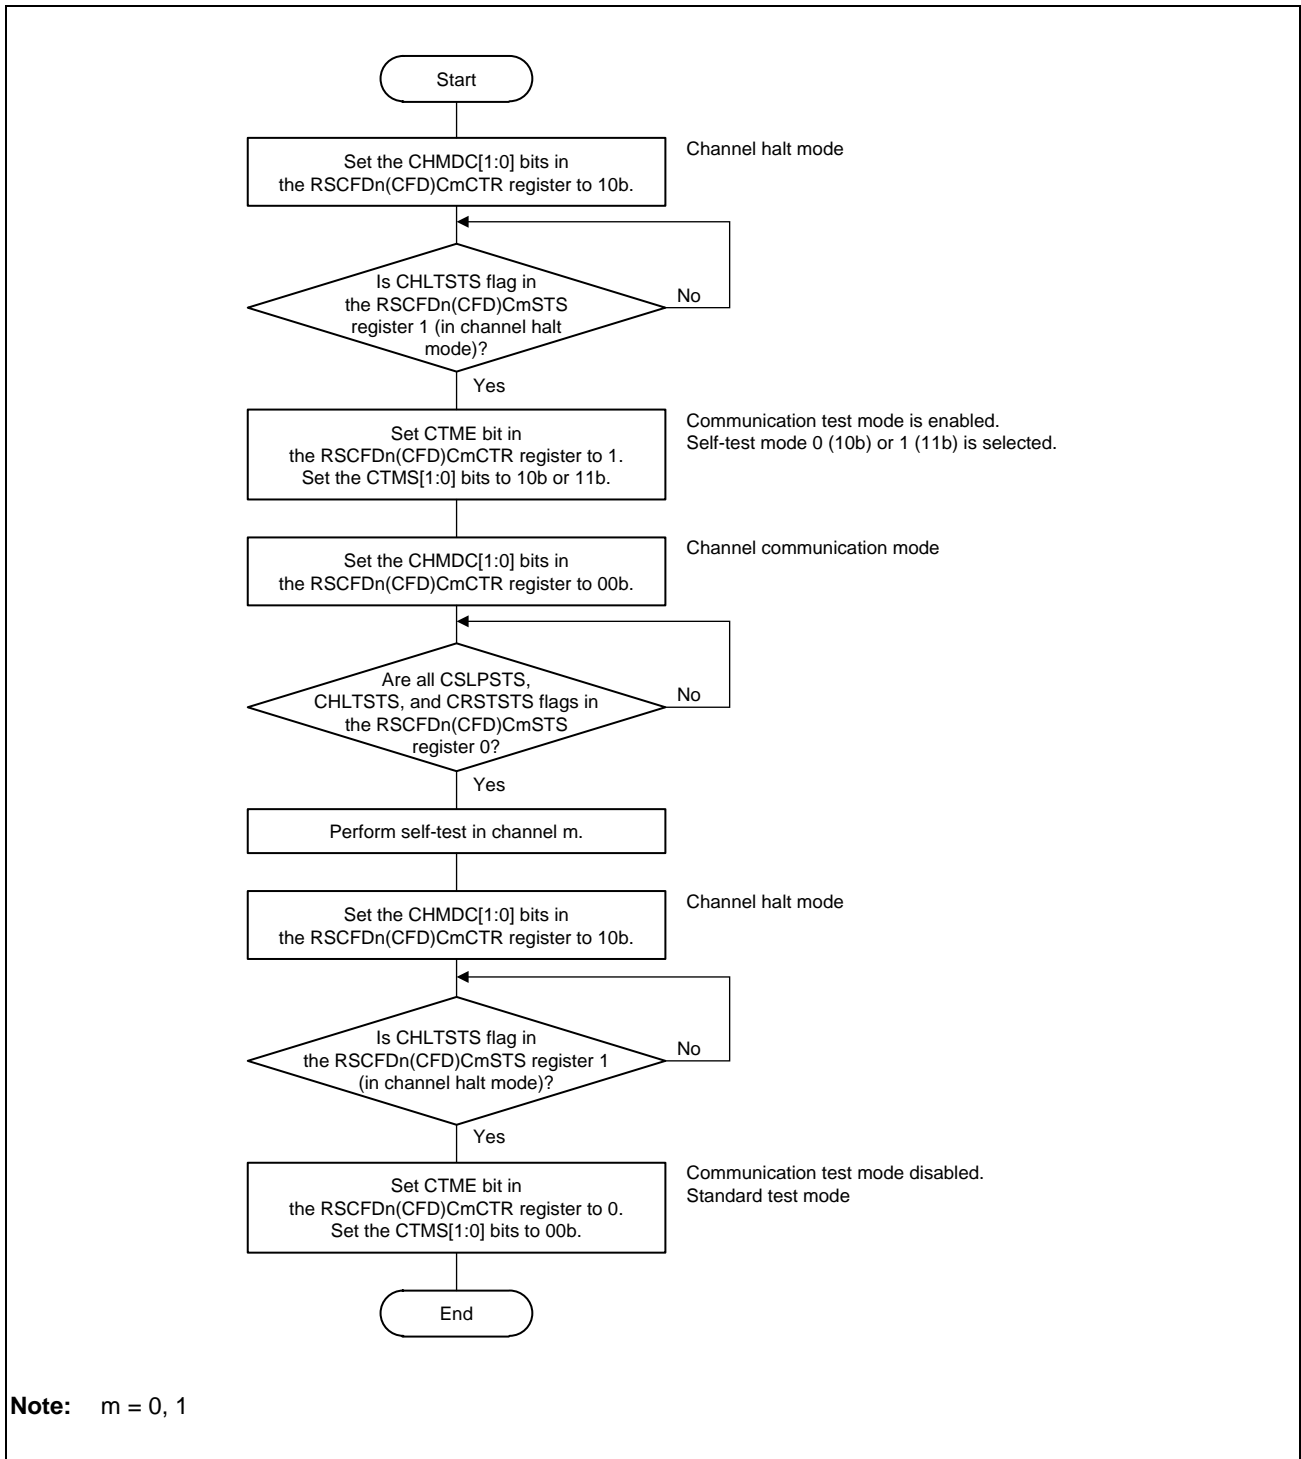 Start
Set the CHMDC[1:0] bits in
the RSCFDn(CFD)CmCTR register to 10b.
Channel halt mode
Is CHLTSTS flag in
the RSCFDn(CFD)CmSTS
register 1 (in channel halt
mode)?
No
Yes
Set CTME bit in
the RSCFDn(CFD)CmCTR register to 1.
Set the CTMS[1:0] bits to 10b or 11b.
Communication test mode is enabled.
Self-test mode 0 (10b) or 1 (11b) is selected.
Set the CHMDC[1:0] bits in
the RSCFDn(CFD)CmCTR register to 00b.
Channel communication mode
Are all CSLPSTS,
CHLTSTS, and CRSTSTS flags in
the RSCFDn(CFD)CmSTS
register 0?
No
Yes
Perform self-test in channel m.
Set the CHMDC[1:0] bits in
the RSCFDn(CFD)CmCTR register to 10b.
Channel halt mode
Is CHLTSTS flag in
the RSCFDn(CFD)CmSTS register 1
(in channel halt mode)?
No
Yes
Set CTME bit in
the RSCFDn(CFD)CmCTR register to 0.
Set the CTMS[1:0] bits to 00b.
Communication test mode disabled.
Standard test mode
End
Note: m = 0, 1